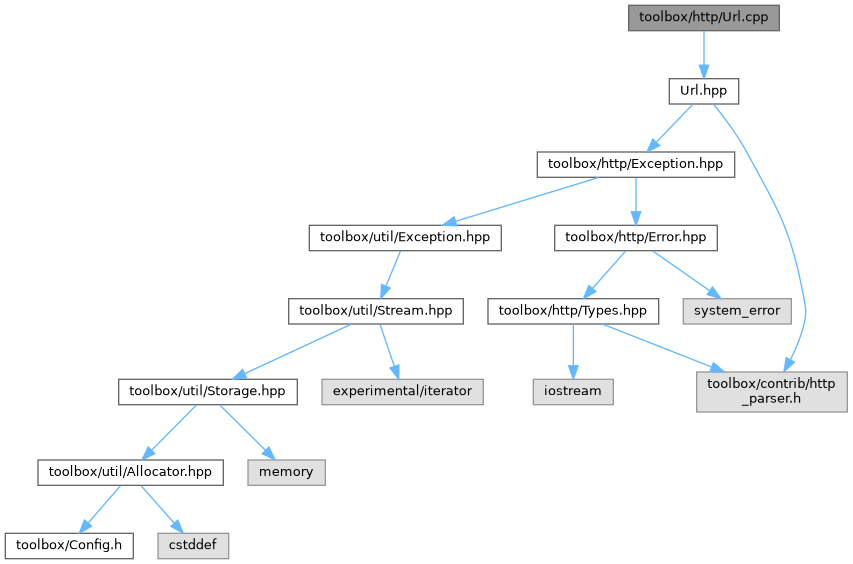 toolbox/http/Url.cpp
Url.hpp
toolbox/http/Exception.hpp
toolbox/util/Exception.hpp
toolbox/http/Error.hpp
toolbox/util/Stream.hpp
toolbox/http/Types.hpp
system_error
toolbox/util/Storage.hpp
experimental/iterator
iostream
toolbox/contrib/http
_parser.h
toolbox/util/Allocator.hpp
memory
toolbox/Config.h
cstddef